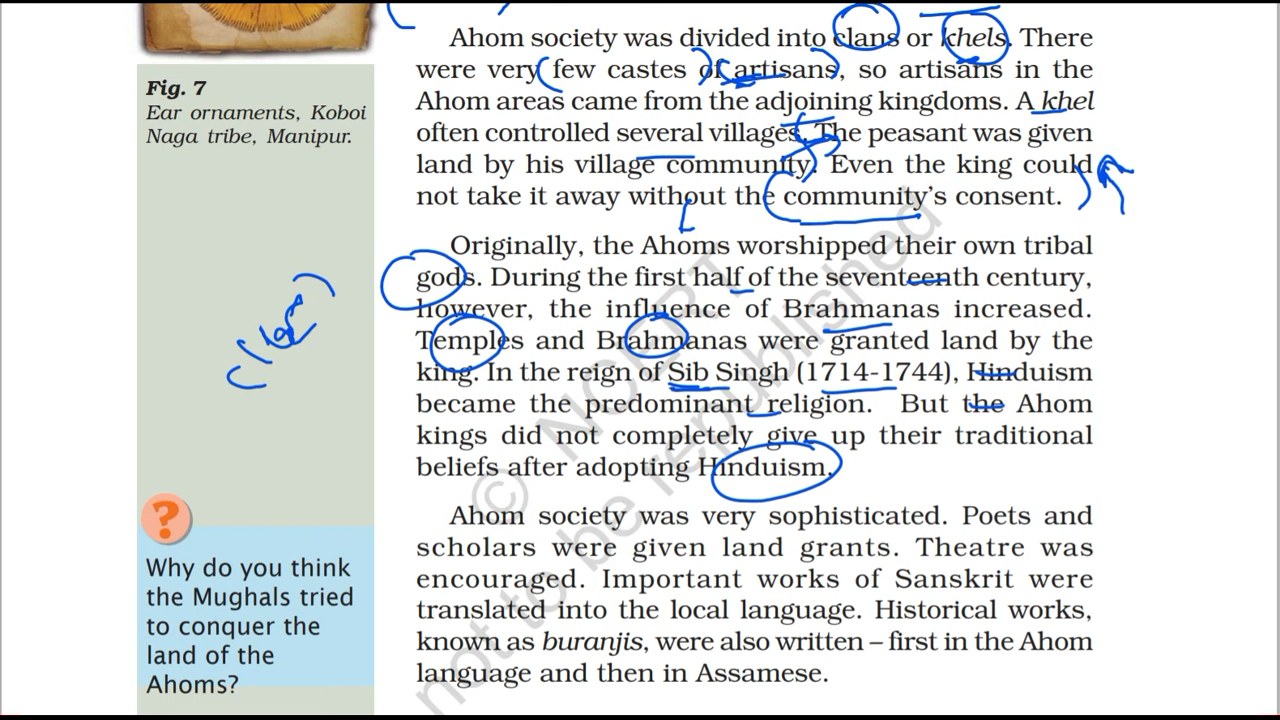 Ahom society was divided into clans or khels. There
were very few castes of artisans, so artisans in the
Ahom areas came from the adjoining kingdoms. A khel
often controlled several villages. The peasant was given
land by his village community. Even the king could
not take it away without the community's consent.
Originally, the Ahoms worshipped their own tribal
gods. During the first half of the seventeenth century,
however, the influence of Brahmanas increased.
Temples and Brahmanas were granted land by the
king. In the reign of Sib Singh (1714-1744), Hinduism
became the predominant religion. But the Ahom
kings did not completely give up their traditional
beliefs after adopting Hinduism.
Ahom society was very sophisticated. Poets and
scholars were given land grants. Theatre was
encouraged. Important works of Sanskrit were
translated into the local language. Historical works,
known as buranjis, were also written – first in the Ahom
language and then in Assamese.
Fig. 7
Ear ornaments, Koboi
Naga tribe, Manipur.
?
Why do you think
the Mughals tried
to conquer the
land of the
Ahoms?
© NCERT
not to be republished